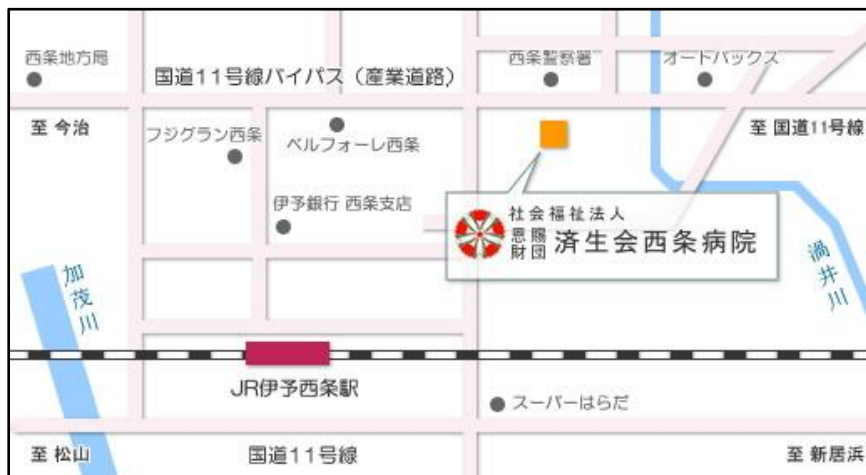 西条地方局
国道11号線バイパス（産業道路）
西条警察署
オートバックス
至 今治
フジグラン西条
ベルフォーレ西条
至 国道11号線
伊予銀行 西条支店
社会福祉法人
恩賜
財団
済生会西条病院
加茂川
渦井川
JR伊予西条駅
スーパーはらだ
至 松山
国道11号線
至 新居浜